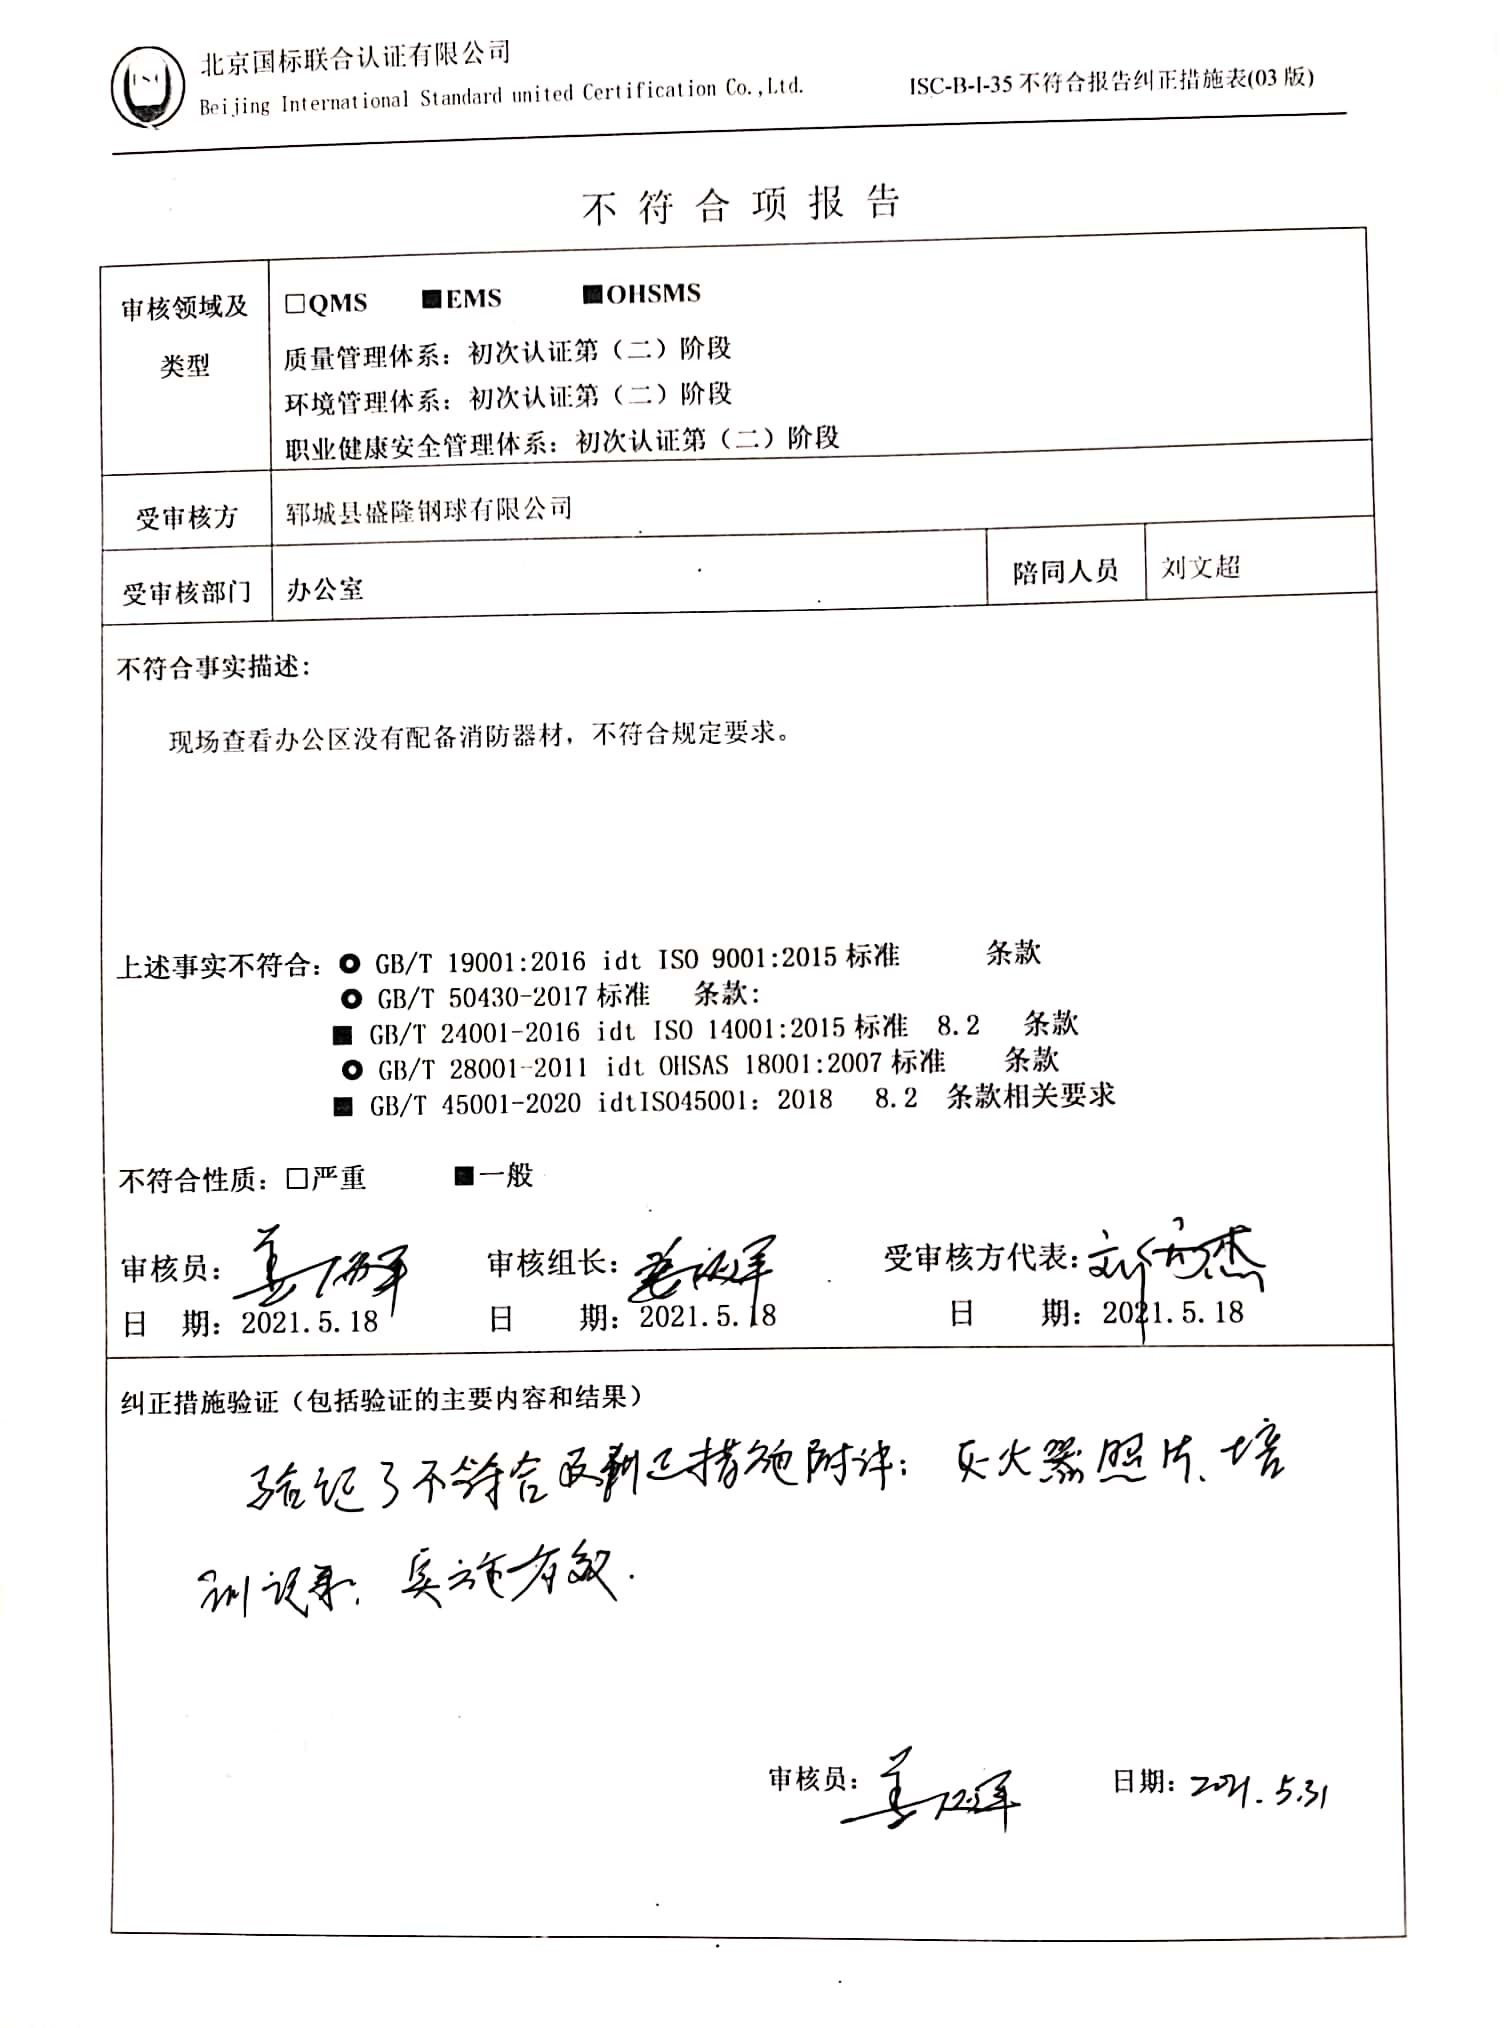 北京国标联合认证有限公司
Beijing International Standard united Certification Co.,Ltd.
ISC-B-I-35 不符合报告纠正措施表(03 版)
不符合项报告
审核领域及类型
□QMS ■EMS ■OHSMS
质量管理体系：初次认证第（二）阶段
环境管理体系：初次认证第（二）阶段
职业健康安全管理体系：初次认证第（二）阶段
受审核方 郓城县盛隆钢球有限公司
受审核部门 办公室 陪同人员 刘文超
不符合事实描述：
现场查看办公区没有配备消防器材，不符合规定要求。
上述事实不符合：○ GB/T 19001:2016 idt ISO 9001:2015 标准 条款
○ GB/T 50430-2017 标准 条款：
■ GB/T 24001-2016 idt ISO 14001:2015 标准 8.2 条款
○ GB/T 28001-2011 idt OHSAS 18001:2007 标准 条款
■ GB/T 45001-2020 idtISO45001：2018 8.2 条款相关要求
不符合性质：□严重 ■一般
审核员： 审核组长： 受审核方代表：
日 期：2021.5.18 日 期：2021.5.18 日 期：2021.5.18
纠正措施验证（包括验证的主要内容和结果）
验证了不符合及纠正措施附件：灭火器照片、培
训记录，实施有效.
审核员： 日期：2021.5.31